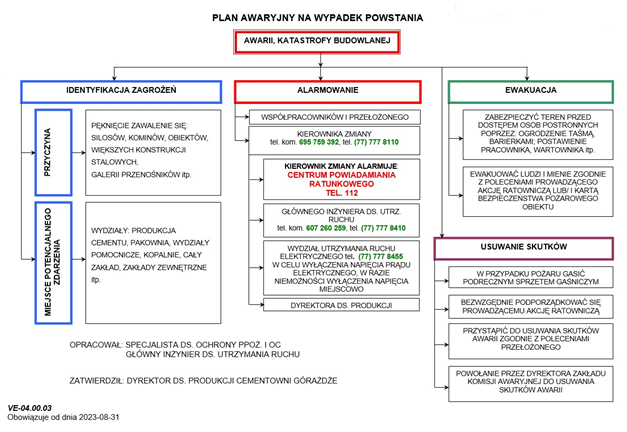 PLAN AWARYJNY NA WYPADEK POWSTANIA
AWARII, KATASTROFY BUDOWLANEJ
IDENTYFIKACJA ZAGROŻEŃ
PRZYCZYNA
PĘKNIĘCIE ZAWALENIE SIĘ:
SILOSÓW, KOMINÓW, OBIEKTÓW,
WIĘKSZYCH KONSTRUKCJI
STALOWYCH,
GALERII PRZENOŚNIKÓW itp.
MIEJSCE POTENCJALNEGO
ZDARZENIA
WYDZIAŁY: PRODUKCJA
CEMENTU, PAKOWNIA, WYDZIAŁY
POMOCNICZE, KOPALNIE, CAŁY
ZAKŁAD, ZAKŁADY ZEWNĘTRZNE
itp.
ALARMOWANIE
WSPÓŁPRACOWNIKÓW I PRZEŁOŻONEGO
KIEROWNIKA ZMIANY
tel. kom. 695 759 392, tel. (77) 777 8110
KIEROWNIK ZMIANY ALARMUJE:
CENTRUM POWIADAMIANIA
RATUNKOWEGO
TEL. 112
GŁÓWNEGO INŻYNIERA DS. UTRZ.
RUCHU
tel. kom. 607 260 259, tel. (77) 777 8410
WYDZIAŁ UTRZYMANIA RUCHU
ELEKTRYCZNEGO tel. (77) 777 8455
W CELU WYŁĄCZENIA NAPIĘCIA PRĄDU
ELEKTRYCZNEGO, W RAZIE
NIEMOŻNOŚCI WYŁĄCZENIA NAPIĘCIA
MIEJSCOWO
DYREKTORA DS. PRODUKCJI
EWAKUACJA
ZABEZPIECZYĆ TEREN PRZED
DOSTĘPEM OSÓB POSTRONNYCH
POPRZEZ: OGRODZENIE TAŚMĄ,
BARIERKAMI, POSTAWIENIE
PRACOWNIKA, WARTOWNIKA itp.
EWAKUOWAĆ LUDZI I MIENIE ZGODNIE
Z POLECENIAMI PROWADZĄCEGO
AKCJĘ RATOWNICZĄ LUB/ I KARTĄ
BEZPIECZEŃSTWA POŻAROWEGO
OBIEKTU
USUWANIE SKUTKÓW
W PRZYPADKU POŻARU GASIĆ
PODRĘCZNYM SPRZĘTEM GAŚNICZYM
BEZWZGLĘDNIE PODPORZĄDKOWAĆ SIĘ
PROWADZĄCEMU AKCJĘ RATOWNICZĄ
PRZYSTĄPIĆ DO USUWANIA SKUTKÓW
AWARII ZGODNIE Z POLECENIAMI
PRZEŁOŻONEGO
POWOŁANIE PRZEZ DYREKTORA ZAKŁADU
KOMISJI AWARYJNEJ DO USUWANIA
SKUTKÓW AWARII
OPRACOWAŁ: SPECJALISTA DS. OCHRONY PPOŻ. I OC
GŁÓWNY INŻYNIER DS. UTRZYMANIA RUCHU
ZATWIERDZIŁ: DYREKTOR DS. PRODUKCJI CEMENTOWNI GÓRAŻDŻE
VE-04.00.03
Obowiązuje od dnia 2023-08-31